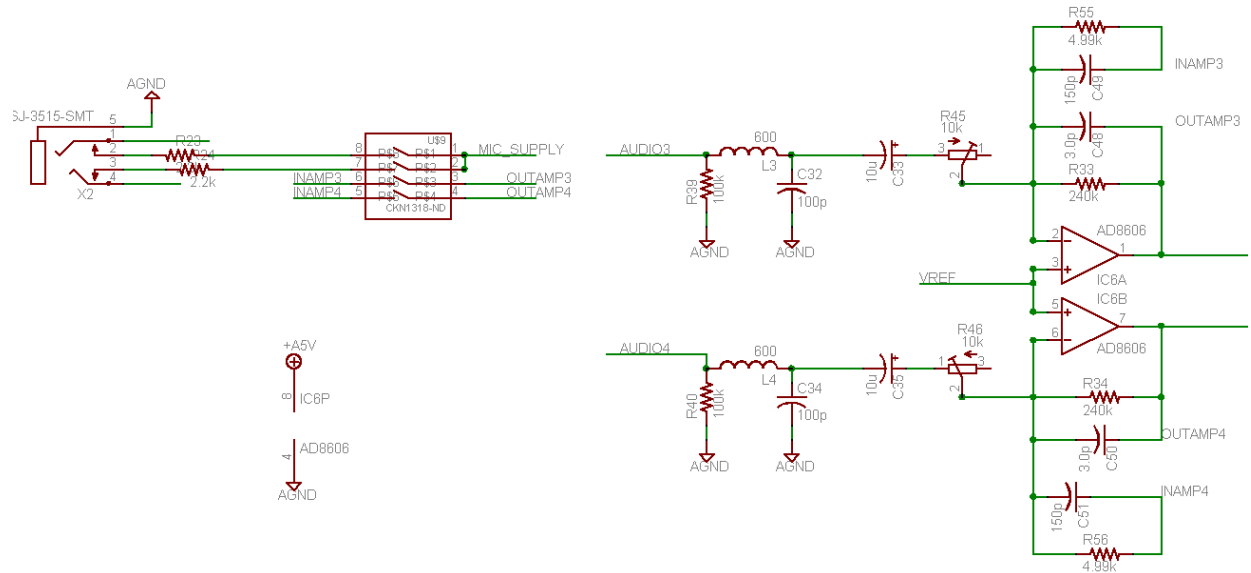 AGND
SJ-3515-SMT
5
1
2
3
4
X2
R23
R24
2.2k
U$9
8
7
6
5
1
2
3
4
P$1
P$2
P$3
P$4
CKN1318-ND
INAMP3
INAMP4
MIC_SUPPLY
OUTAMP3
OUTAMP4
+A5V
8
IC6P
4
AD8606
AGND
AUDIO3
600
L3
R39
100k
C32
100p
AGND
AGND
10u
C33
R45
10k
3
1
2
R55
4.99k
150p
C49
INAMP3
OUTAMP3
3.0p
C48
R33
240k
AD8606
2
3
1
IC6A
VREF
IC6B
5
6
7
AD8606
AUDIO4
600
L4
R40
100k
C34
100p
AGND
AGND
10u
C35
R46
10k
1
3
2
R34
240k
OUTAMP4
3.0p
C50
INAMP4
150p
C51
R56
4.99k